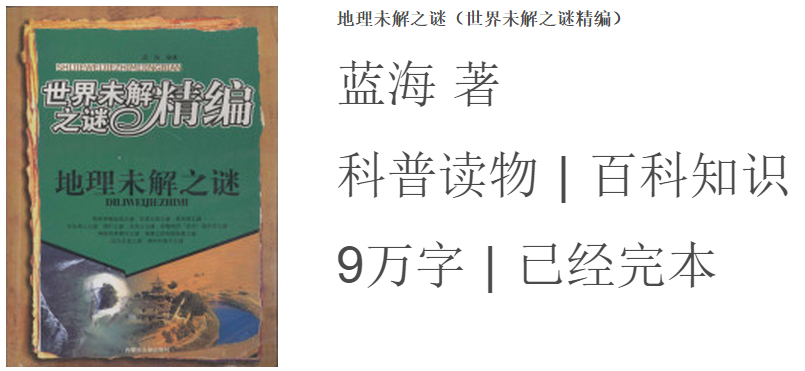 SHIJIEWEIJIEZHIMIJINGBIAN
世界未解
之谜
精编
地理未解之谜
DILIWEIJIEZHIMI
地理未解之谜（世界未解之谜精编）
蓝海 著
科普读物 | 百科知识
9万字 | 已经完本